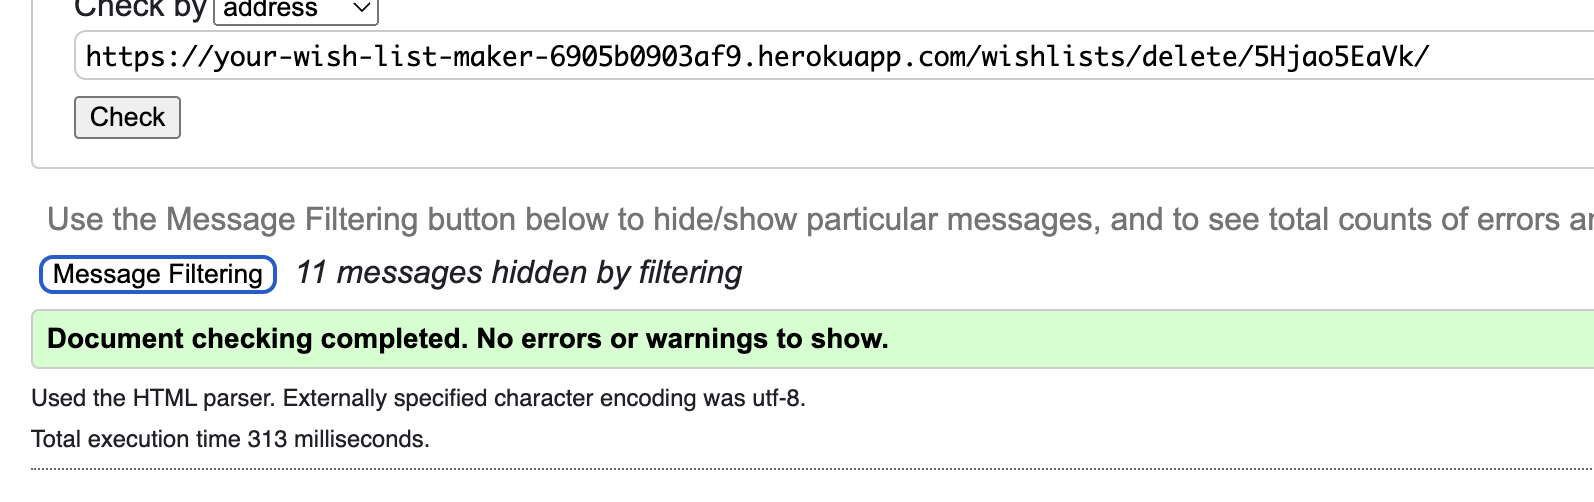 Check by address
https://your-wish-list-maker-6905b0903af9.herokuapp.com/wishlists/delete/5Hjao5EaVk/
Check
Use the Message Filtering button below to hide/show particular messages, and to see total counts of errors
Message Filtering 11 messages hidden by filtering
Document checking completed. No errors or warnings to show.
Used the HTML parser. Externally specified character encoding was utf-8.
Total execution time 313 milliseconds.